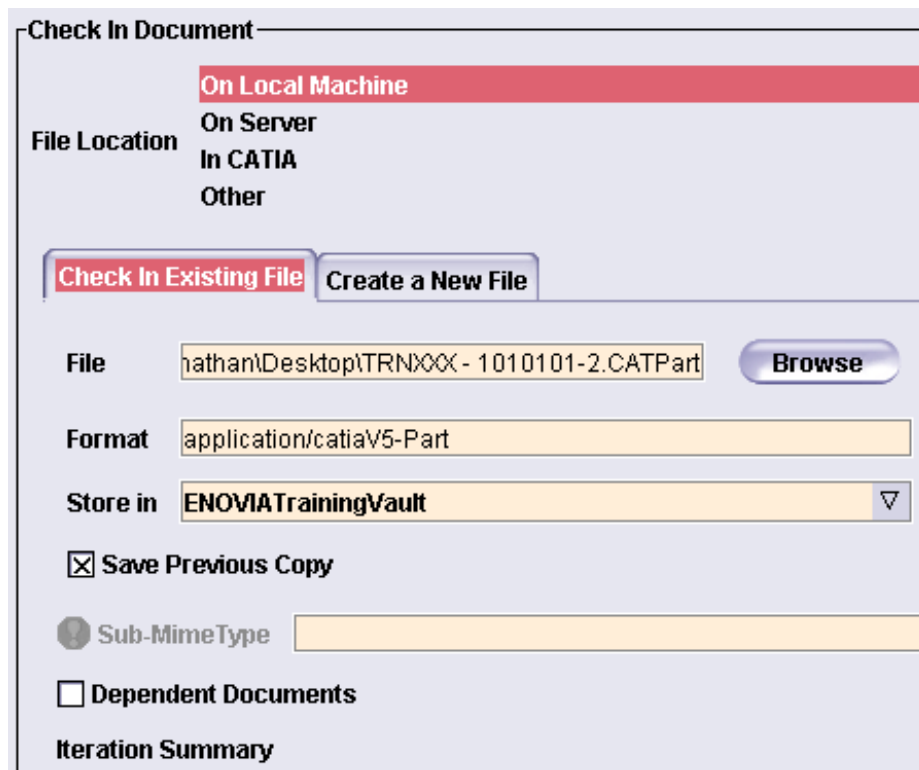 Check In Document
On Local Machine
On Server
File Location
In CATIA
Other
Check In Existing File Create a New File
File nathan\Desktop\TRNXXX - 1010101-2.CATPart Browse
Format application/catiaV5-Part
Store in ENOVIATrainingVault
Save Previous Copy
Sub-MimeType
Dependent Documents
Iteration Summary